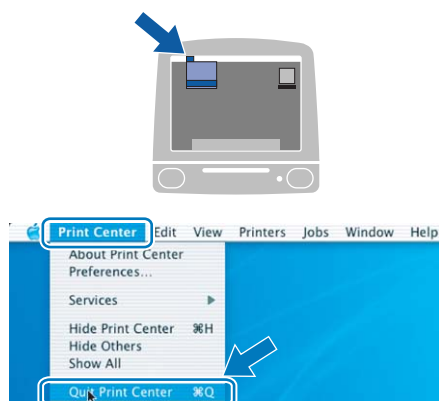 Print Center Edit View Printers Jobs Window Help
About Print Center
Preferences...
Services
Hide Print Center ⌘H
Hide Others
Show All
Quit Print Center ⌘Q